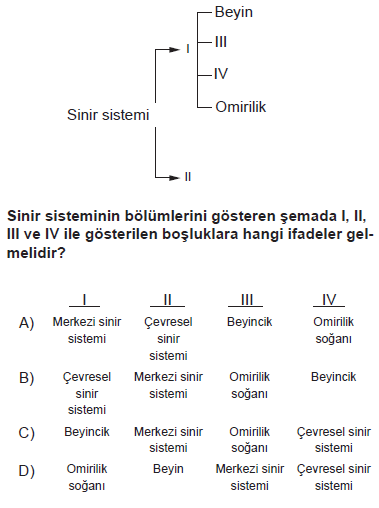 Beyin
III
I
IV
Omirilik
Sinir sistemi
II
Sinir sisteminin bölümlerini gösteren şemada I, II,
III ve IV ile gösterilen boşluklara hangi ifadeler gel-
melidir?
I II III IV
A) Merkezi sinir sistemi Çevresel sinir sistemi Beyincik Omirilik soğanı
B) Çevresel sinir sistemi Merkezi sinir sistemi Omirilik soğanı Beyincik
C) Beyincik Merkezi sinir sistemi Omirilik soğanı Çevresel sinir sistemi
D) Omirilik soğanı Beyin Merkezi sinir sistemi Çevresel sinir sistemi